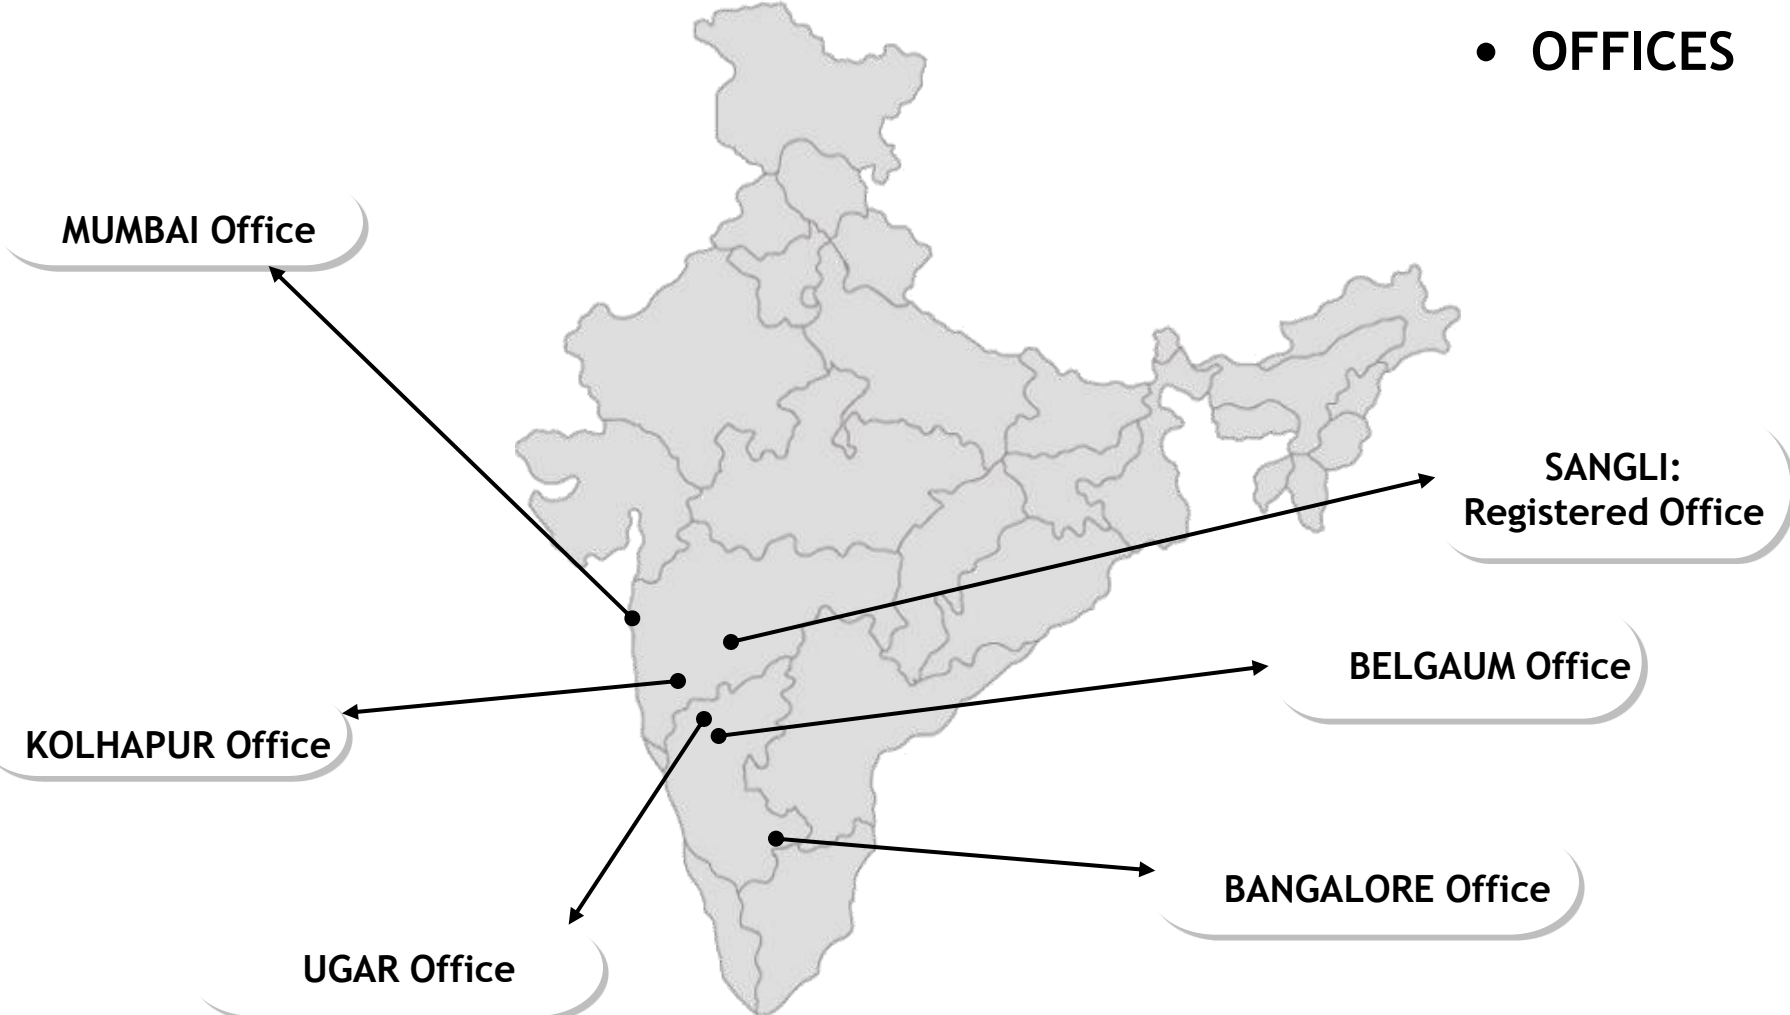 • OFFICES
MUMBAI Office
SANGLI:
Registered Office
BELGAUM Office
KOLHAPUR Office
BANGALORE Office
UGAR Office